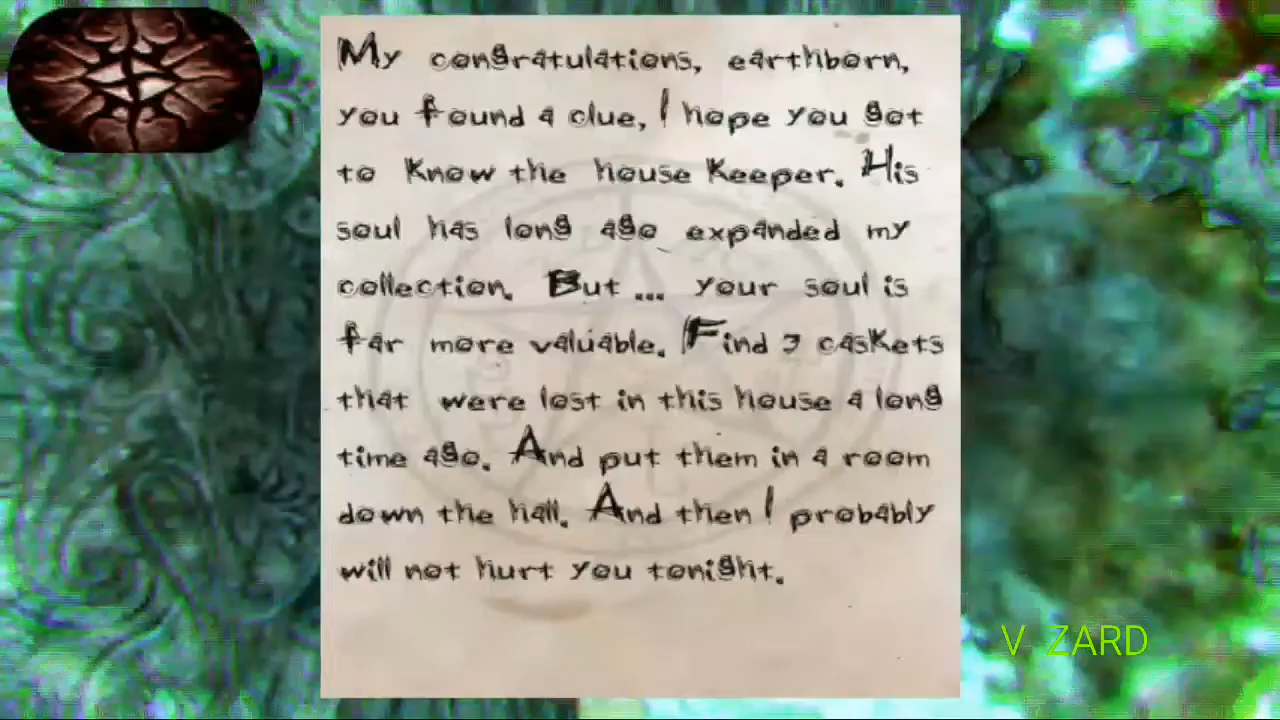 My congratulations, earthborn,
you found a clue, I hope you got
to know the house keeper. His
soul has long ago expanded my
collection. But ... your soul is
far more valuable. Find 3 caskets
that were lost in this house a long
time ago. And put them in a room
down the hall. And then I probably
will not hurt you tonight.
V ZARD